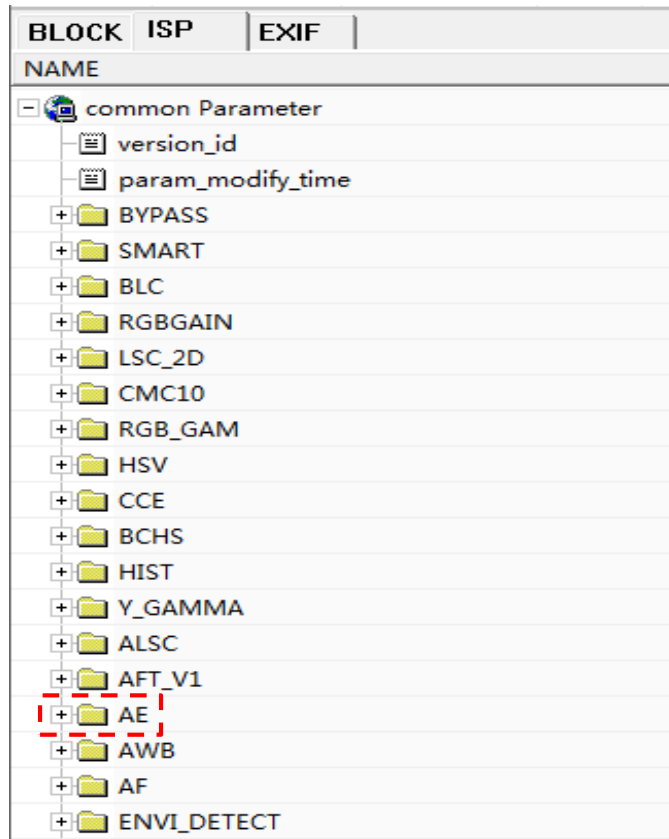 BLOCK ISP EXIF
NAME
common Parameter
version_id
param_modify_time
BYPASS
SMART
BLC
RGBGAIN
LSC_2D
CMC10
RGB_GAM
HSV
CCE
BCHS
HIST
Y_GAMMA
ALSC
AFT_V1
AE
AWB
AF
ENVI_DETECT